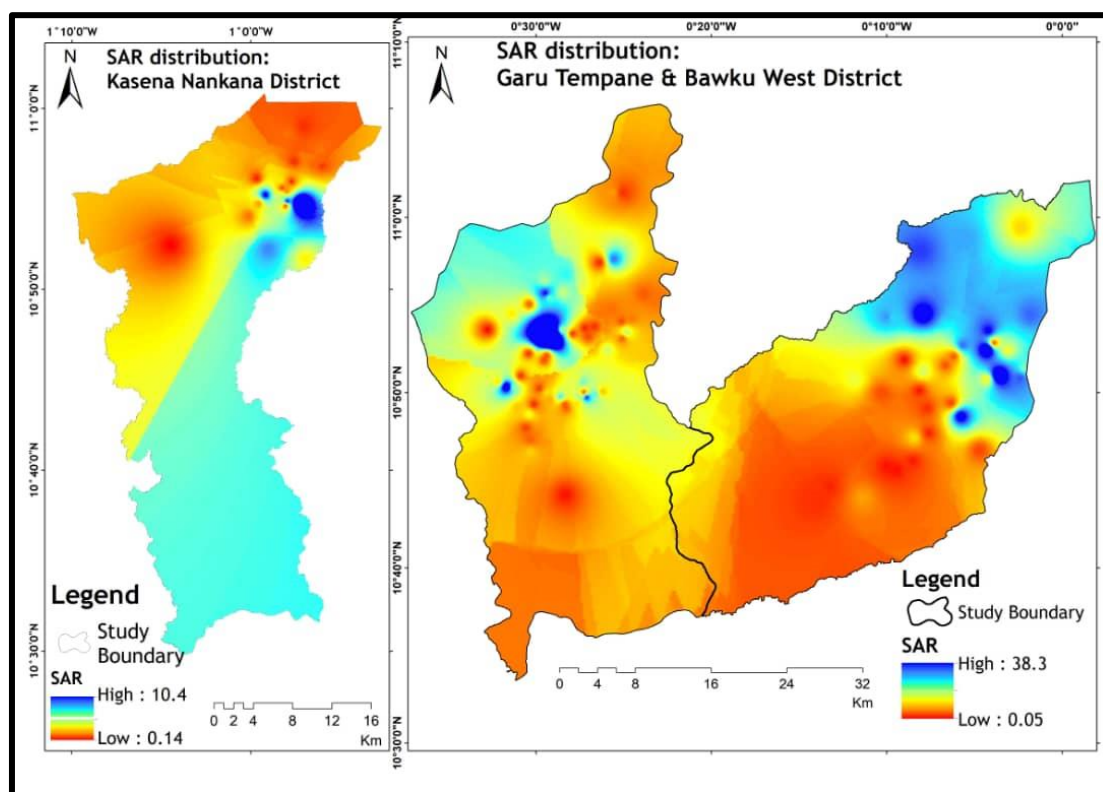 1°10'0"W
1°0'0"W
N
SAR distribution:
Kasena Nankana District
11°0'0"N
10°50'0"N
10°40'0"N
10°30'0"N
Legend
Study
Boundary
SAR
High : 10.4
Low : 0.14
0 2 4 8 12 16
Km
0°30'0"W
0°20'0"W
0°10'0"W
0°0'0"
N
SAR distribution:
Garu Tempane & Bawku West District
11°10'0"N
11°0'0"N
10°50'0"N
10°40'0"N
10°30'0"N
0 4 8 16 24 32
Km
Legend
Study Boundary
SAR
High : 38.3
Low : 0.05